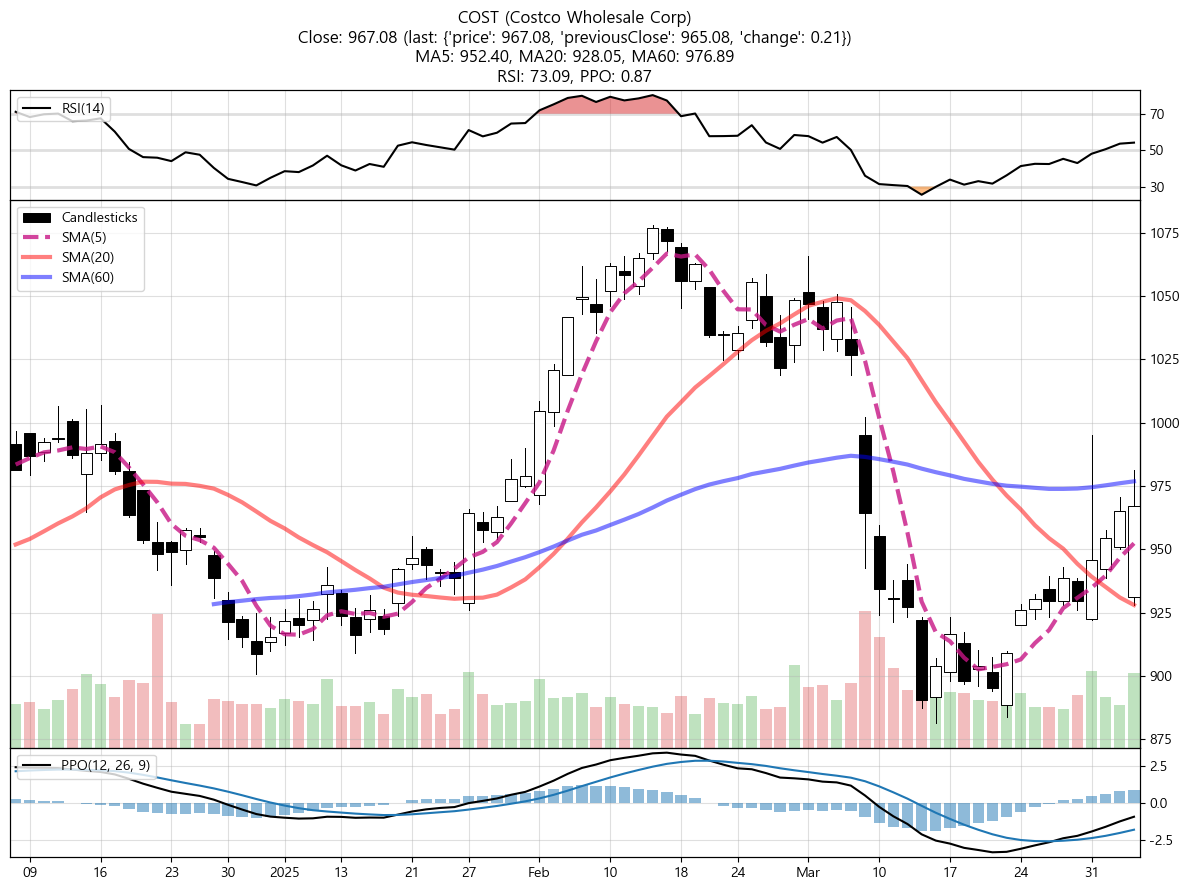 COST (Costco Wholesale Corp)
Close: 967.08 (last: {'price': 967.08, 'previousClose': 965.08, 'change': 0.21})
MA5: 952.40, MA20: 928.05, MA60: 976.89
RSI: 73.09, PPO: 0.87
RSI(14)
70
50
30
Candlesticks
SMA(5)
SMA(20)
SMA(60)
1075
1050
1025
1000
975
950
925
900
875
PPO(12, 26, 9)
2.5
0.0
-2.5
09 16 23 30 2025 13 21 27 Feb 10 18 24 Mar 10 17 24 31